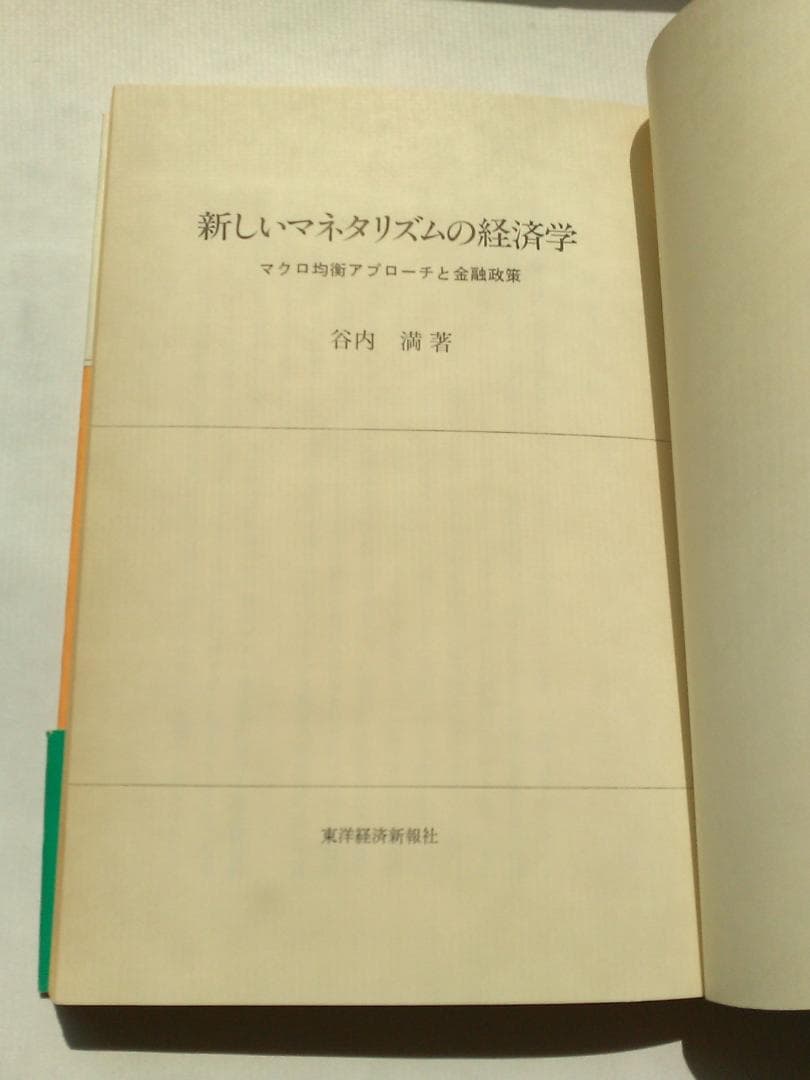 新しいマネタリズムの経済学
マクロ均衡アプローチと金融政策
谷内 満 著
東洋経済新報社